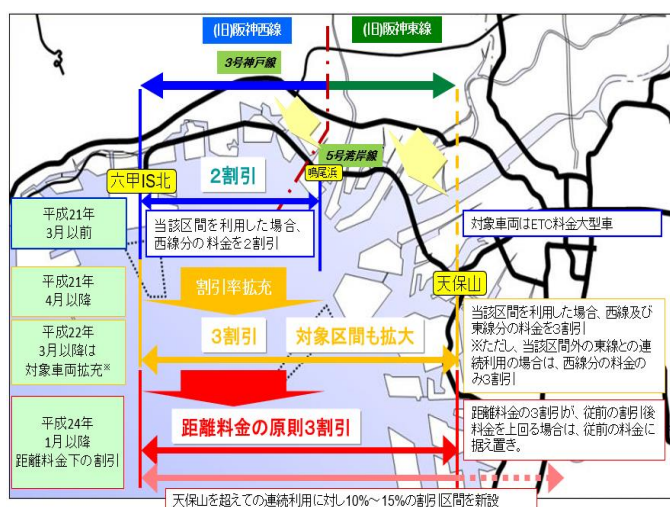 (旧)阪神西線
(旧)阪神東線
3号神戸線
5号湾岸線
六甲IS北
鳴尾浜
2割引
平成21年
3月以前
当該区間を利用した場合、
西線分の料金を2割引
対象車両はETC料金大型車
天保山
平成21年
4月以降
割引率拡充
平成22年
3月以降は
対象車両拡充※
3割引
対象区間も拡大
当該区間を利用した場合、西線及び
東線分の料金を3割引
※ただし、当該区間外の東線との連
続利用の場合は、西線分の料金の
み3割引
平成24年
1月以降
距離料金下の割引
距離料金の原則3割引
距離料金の3割引が、従前の割引後
料金を上回る場合は、従前の料金に
据え置き。
天保山を超えての連続利用に対し10%~15%の割引区間を新設